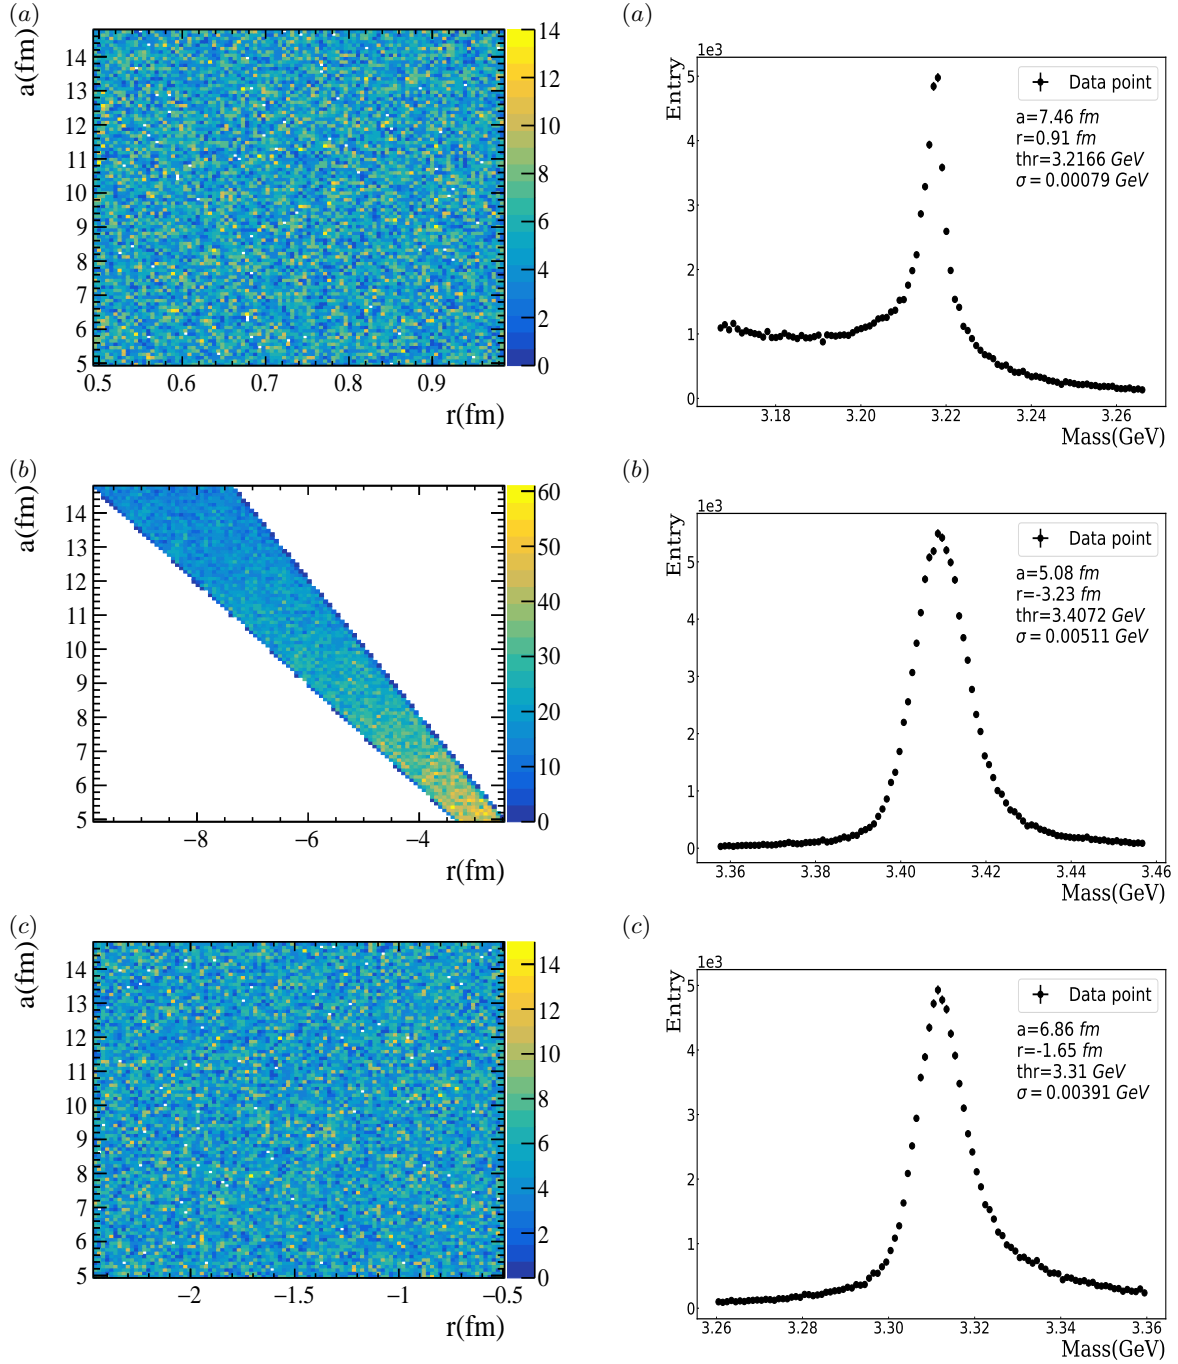 (a)
a(fm)
14
13
12
11
10
9
8
7
6
5
0.5 0.6 0.7 0.8 0.9
r(fm)
14
12
10
8
6
4
2
0
(a)
1e3
Entry
5
4
3
2
1
0
3.18 3.20 3.22 3.24 3.26
Mass(GeV)
Data point
a=7.46 fm
r=0.91 fm
thr=3.2166 GeV
σ = 0.00079 GeV
(b)
a(fm)
14
13
12
11
10
9
8
7
6
5
−8 −6 −4
r(fm)
60
50
40
30
20
10
0
(b)
1e3
Entry
5
4
3
2
1
0
3.36 3.38 3.40 3.42 3.44 3.46
Mass(GeV)
Data point
a=5.08 fm
r=-3.23 fm
thr=3.4072 GeV
σ = 0.00511 GeV
(c)
a(fm)
14
13
12
11
10
9
8
7
6
5
−2 −1.5 −1 −0.5
r(fm)
14
12
10
8
6
4
2
0
(c)
1e3
Entry
5
4
3
2
1
0
3.26 3.28 3.30 3.32 3.34 3.36
Mass(GeV)
Data point
a=6.86 fm
r=-1.65 fm
thr=3.31 GeV
σ = 0.00391 GeV